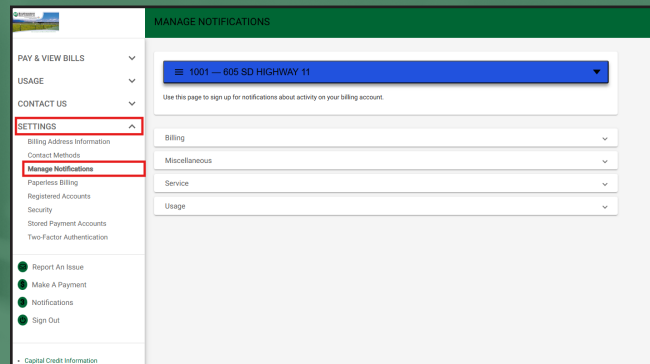 MANAGE NOTIFICATIONS
PAY & VIEW BILLS
USAGE
CONTACT US
SETTINGS
Billing Address Information
Contact Methods
Manage Notifications
Paperless Billing
Registered Accounts
Security
Stored Payment Accounts
Two-Factor Authentication
Report An Issue
Make A Payment
Notifications
Sign Out
Capital Credit Information
1001 — 605 SD HIGHWAY 11
Use this page to sign up for notifications about activity on your billing account.
Billing
Miscellaneous
Service
Usage